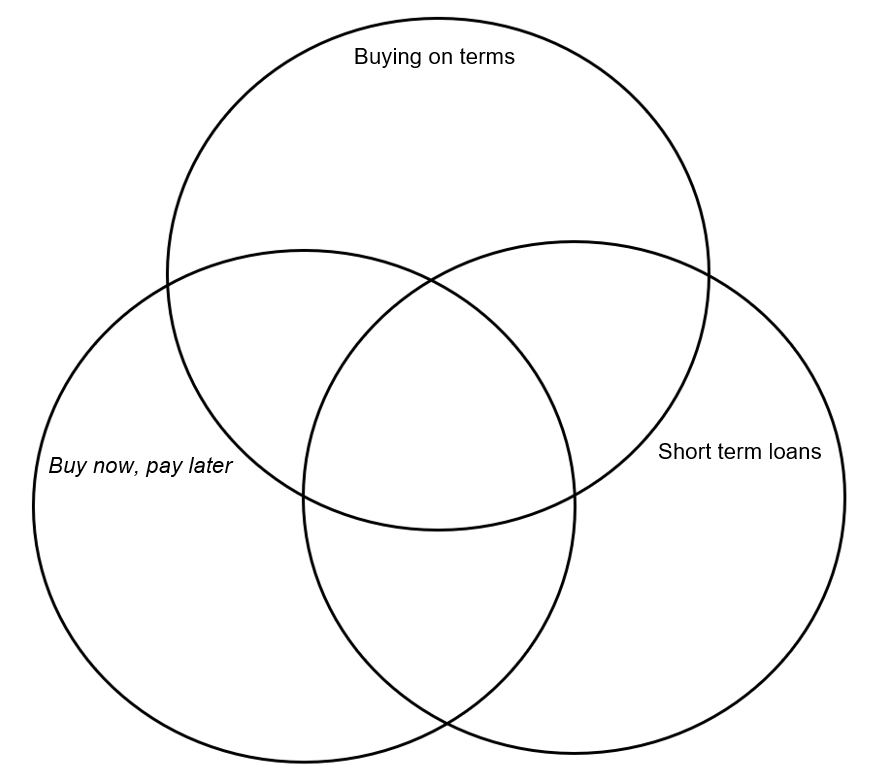 Buying on terms
Buy now, pay later
Short term loans